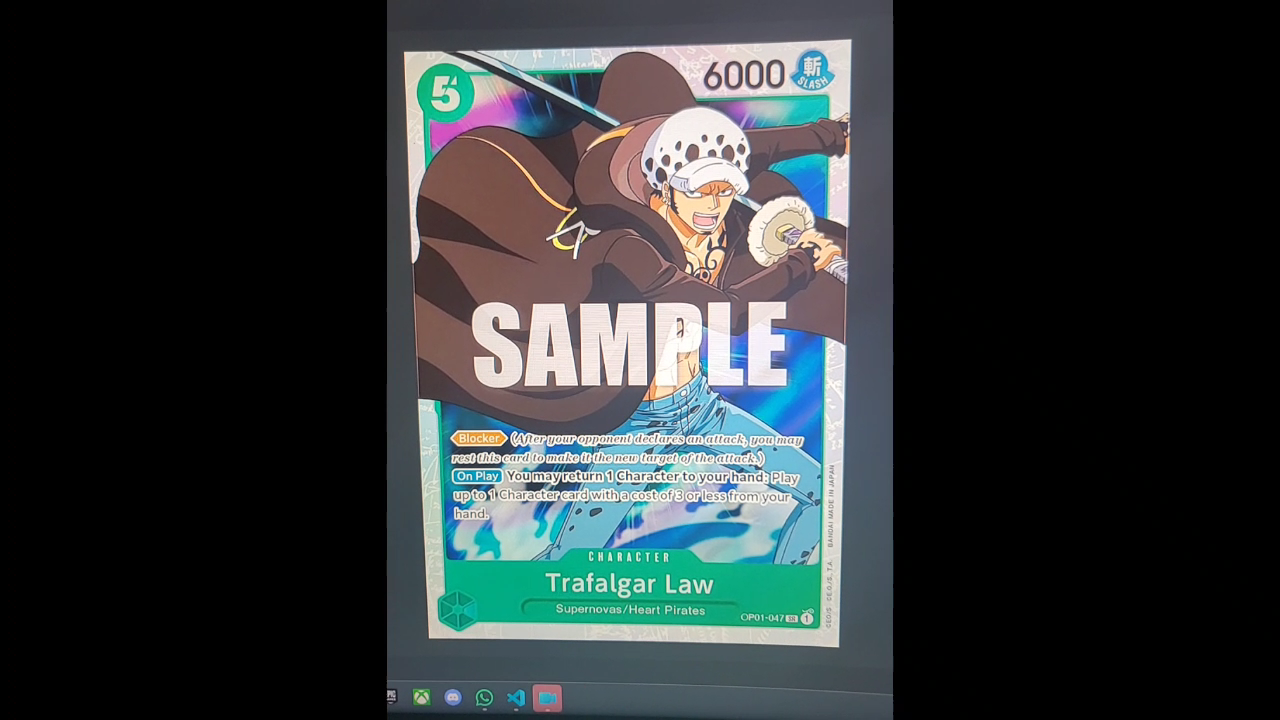 5
6000
斬
SLASH
SAMPLE
Blocker (After your opponent declares an attack, you may
rest this card to make it the new target of the attack.)
On Play You may return 1 Character to your hand: Play
up to 1 Character card with a cost of 3 or less from your
hand.
CHARACTER
Trafalgar Law
Supernovas/Heart Pirates
OP01-047 SR 1
BANDAI MADE IN JAPAN